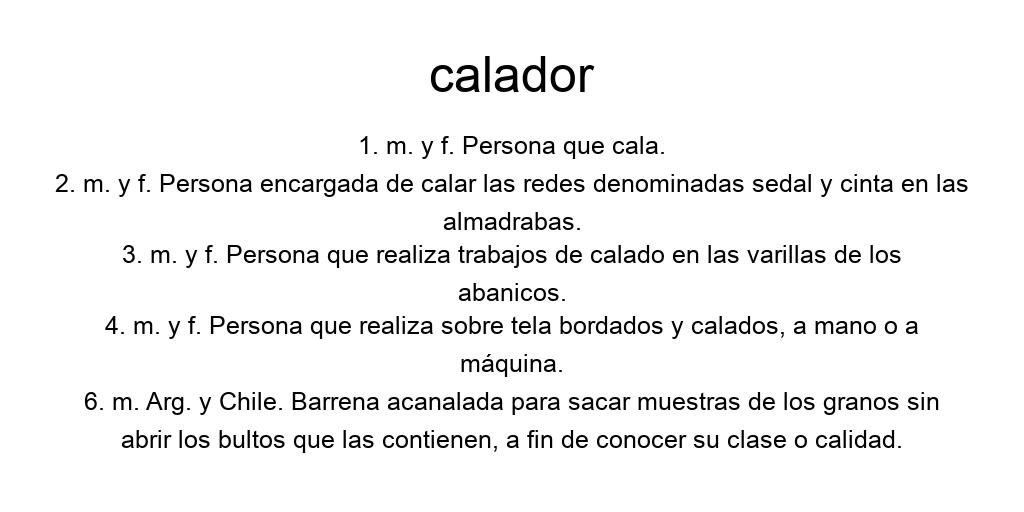 calador
1. m. y f. Persona que cala.
2. m. y f. Persona encargada de calar las redes denominadas sedal y cinta en las
almadrabas.
3. m. y f. Persona que realiza trabajos de calado en las varillas de los
abanicos.
4. m. y f. Persona que realiza sobre tela bordados y calados, a mano o a
máquina.
6. m. Arg. y Chile. Barrena acanalada para sacar muestras de los granos sin
abrir los bultos que las contienen, a fin de conocer su clase o calidad.